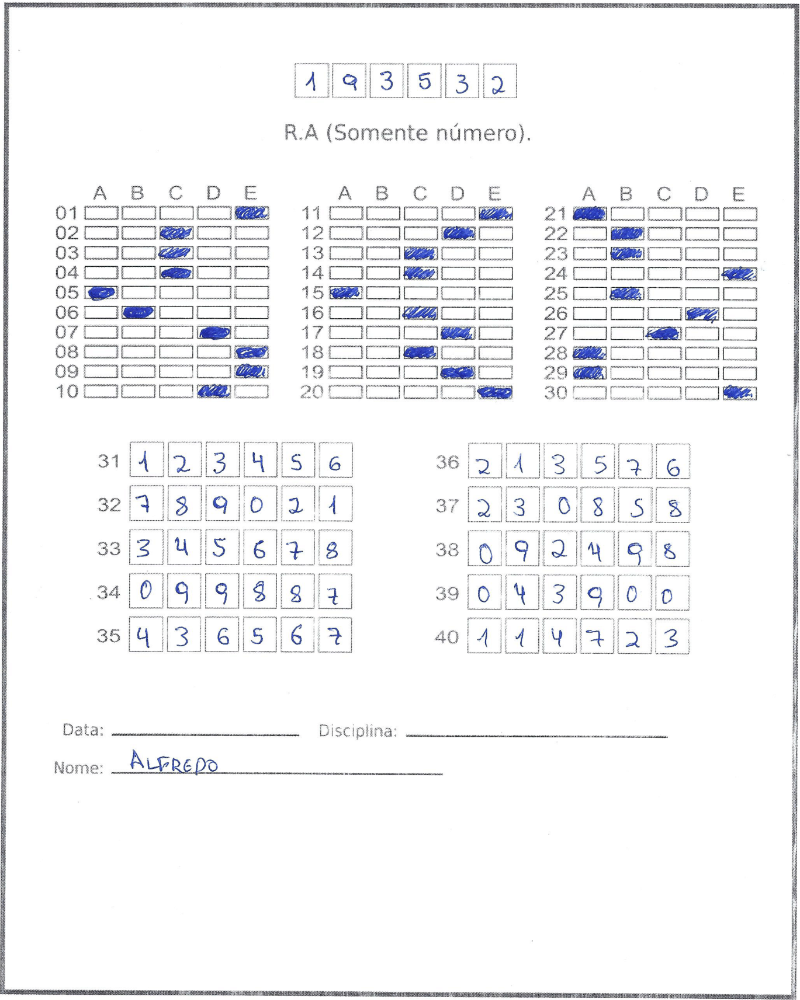 1 9 3 5 3 2
R.A (Somente número).
A B C D E A B C D E A B C D E
01 11 21
02 12 22
03 13 23
04 14 24
05 15 25
06 16 26
07 17 27
08 18 28
09 19 29
10 20 30
31 1 2 3 4 5 6 36 2 1 3 5 7 6
32 7 8 9 0 2 1 37 2 3 0 8 5 8
33 3 4 5 6 7 8 38 0 9 2 4 9 8
34 0 9 9 8 8 7 39 0 4 3 9 0 0
35 4 3 6 5 6 7 40 1 1 4 7 2 3
Data: Disciplina:
Nome: ALFREDO